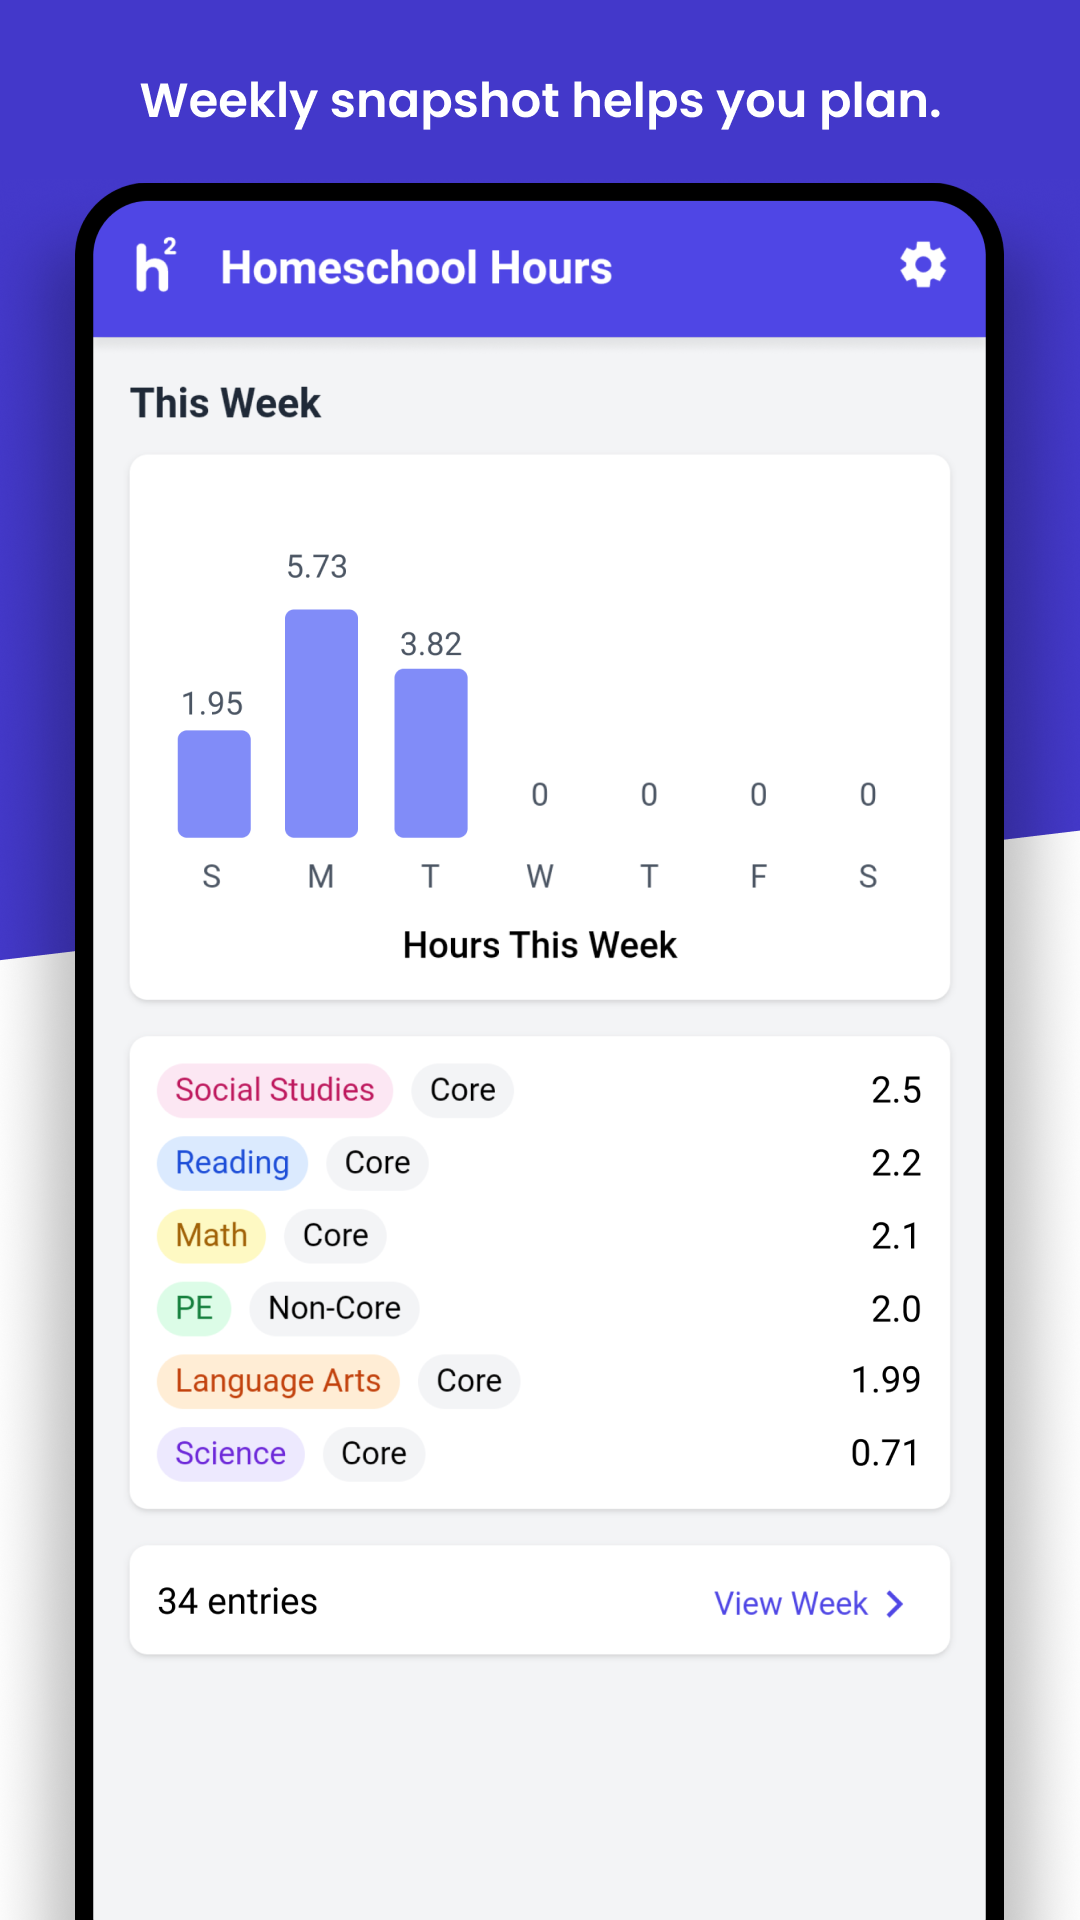 Weekly snapshot helps you plan.
h² Homeschool Hours
This Week
5.73
3.82
1.95
0 0 0 0
S M T W T F S
Hours This Week
Social Studies Core 2.5
Reading Core 2.2
Math Core 2.1
PE Non-Core 2.0
Language Arts Core 1.99
Science Core 0.71
34 entries View Week